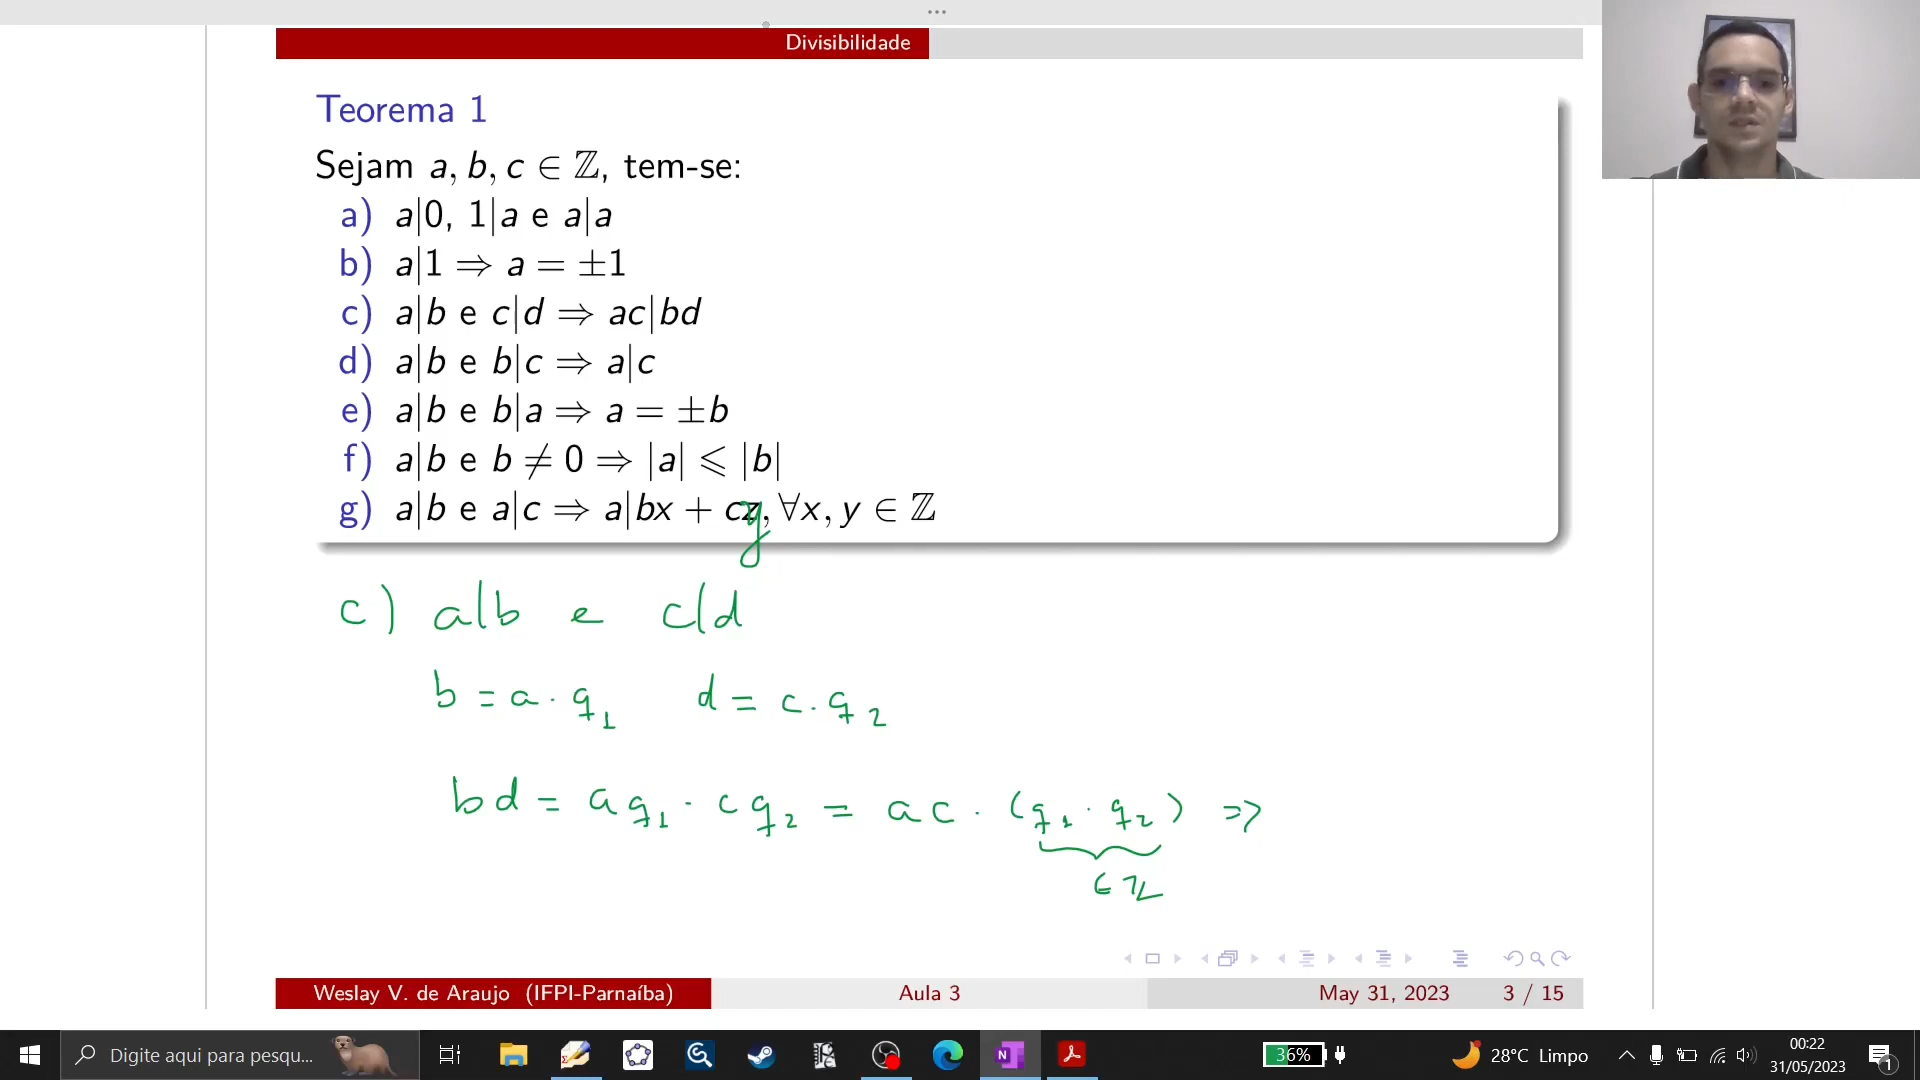 Divisibilidade
Teorema 1
Sejam a, b, c ∈ ℤ, tem-se:
a) a|0, 1|a e a|a
b) a|1 ⇒ a = ±1
c) a|b e c|d ⇒ ac|bd
d) a|b e b|c ⇒ a|c
e) a|b e b|a ⇒ a = ±b
f) a|b e b ≠ 0 ⇒ |a| ⩽ |b|
g) a|b e a|c ⇒ a|bx + cz, ∀x, y ∈ ℤ
y
c) a|b e c|d
b = a · q₁ d = c · q₂
bd = aq₁ · cq₂ = ac · (q₁ · q₂) ⇒
∈ ℤ
Weslay V. de Araujo (IFPI-Parnaíba) Aula 3 May 31, 2023 3 / 15
Digite aqui para pesqu... 36% 28°C Limpo 00:22
31/05/2023 1